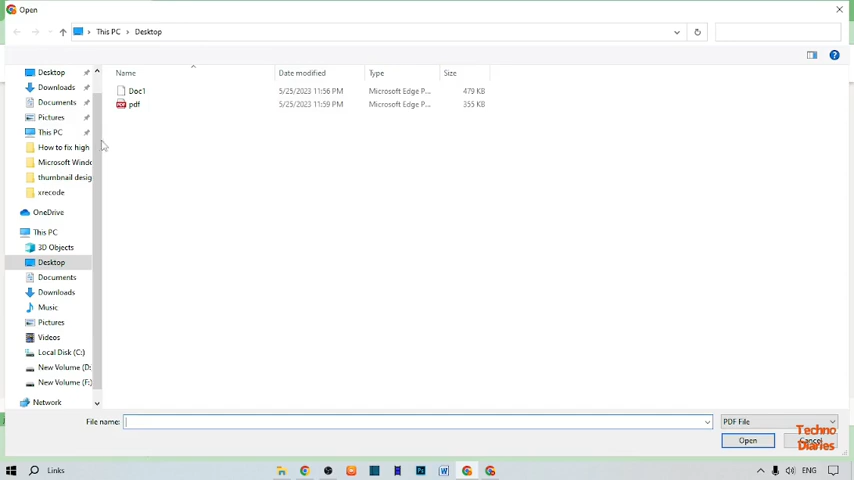 Open
This PC > Desktop
Name
Date modified
Type
Size
Doc1 5/25/2023 11:56 PM Microsoft Edge P... 479 KB
pdf 5/25/2023 11:59 PM Microsoft Edge P... 355 KB
Desktop
Downloads
Documents
Pictures
This PC
How to fix high
Microsoft Windo
thumbnail desig
xrecode
OneDrive
This PC
3D Objects
Desktop
Documents
Downloads
Music
Pictures
Videos
Local Disk (C:)
New Volume (D:
New Volume (F:)
Network
File name:
PDF File
Open
Cancel
Techno
Diaries
Links
ENG